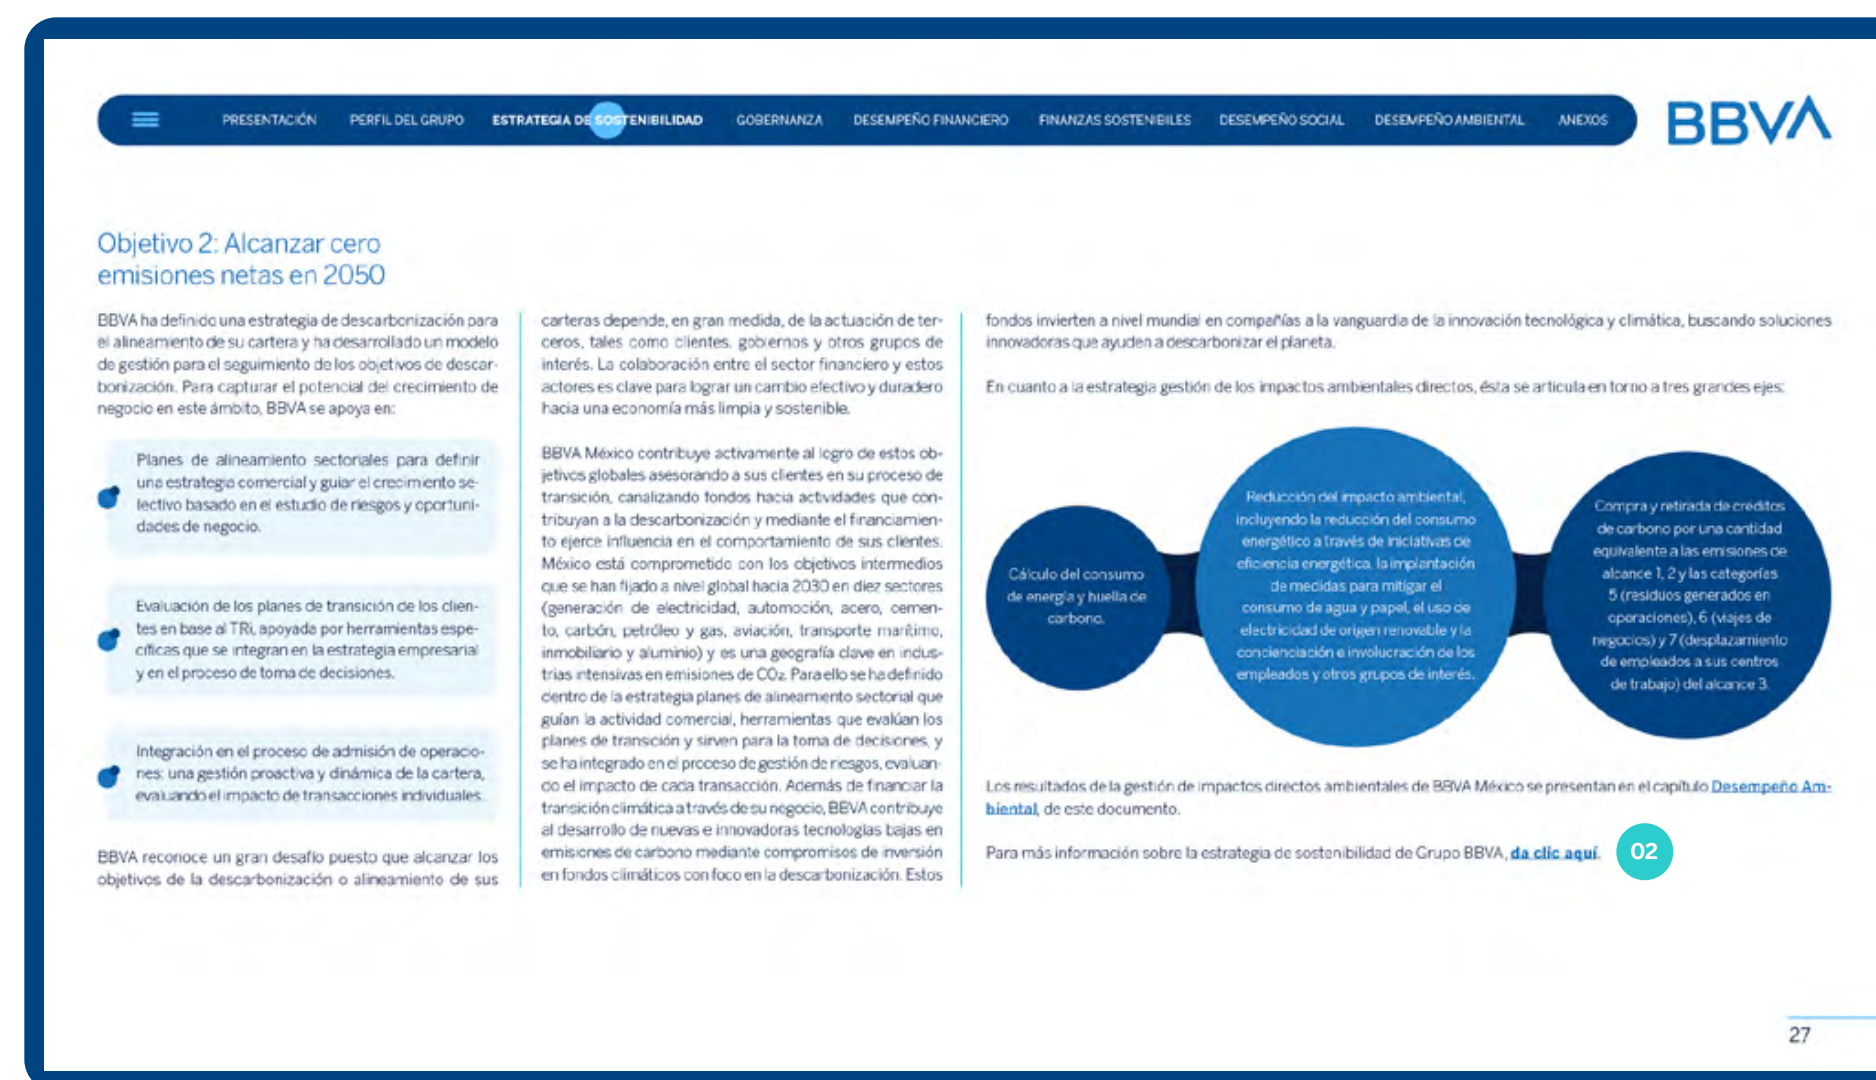 PRESENTACIÓN PERFIL DEL GRUPO ESTRATEGIA DE SOSTENIBILIDAD GOBERNANZA DESEMPEÑO FINANCIERO FINANZAS SOSTENIBILES DESEMPEÑO SOCIAL DESEMPEÑO AMBIENTAL ANEXOS
BBVA
Objetivo 2: Alcanzar cero
emisiones netas en 2050
BBVA ha definido una estrategia de descarbonización para
el alineamiento de su cartera y ha desarrollado un modelo
de gestión para el seguimiento de los objetivos de descar-
bonización. Para capturar el potencial del crecimiento de
negocio en este ámbito, BBVA se apoya en:
Planes de alineamiento sectoriales para definir
una estrategia comercial y guiar el crecimiento se-
lectivo basado en el estudio de riesgos y oportuni-
dades de negocio.
Evaluación de los planes de transición de los clien-
tes en base al TRi, apoyada por herramientas espe-
cíficas que se integran en la estrategia empresarial
y en el proceso de toma de decisiones.
Integración en el proceso de admisión de operacio-
nes: una gestión proactiva y dinámica de la cartera,
evaluando el impacto de transacciones individuales.
BBVA reconoce un gran desafío puesto que alcanzar los
objetivos de la descarbonización o alineamiento de sus
carteras depende, en gran medida, de la actuación de ter-
ceros, tales como clientes, gobiernos y otros grupos de
interés. La colaboración entre el sector financiero y estos
actores es clave para lograr un cambio efectivo y duradero
hacia una economía más limpia y sostenible.
BBVA México contribuye activamente al logro de estos ob-
jetivos globales asesorando a sus clientes en su proceso de
transición, canalizando fondos hacia actividades que con-
tribuyan a la descarbonización y mediante el financiamien-
to ejerce influencia en el comportamiento de sus clientes.
México está comprometido con los objetivos intermedios
que se han fijado a nivel global hacia 2030 en diez sectores
(generación de electricidad, automoción, acero, cemen-
to, carbón, petróleo y gas, aviación, transporte marítimo,
inmobiliario y aluminio) y es una geografía clave en indus-
trias intensivas en emisiones de CO₂. Para ello se ha definido
dentro de la estrategia planes de alineamiento sectorial que
guían la actividad comercial, herramientas que evalúan los
planes de transición y sirven para la toma de decisiones, y
se ha integrado en el proceso de gestión de riesgos, evaluan-
do el impacto de cada transacción. Además de financiar la
transición climática a través de su negocio, BBVA contribuye
al desarrollo de nuevas e innovadoras tecnologías bajas en
emisiones de carbono mediante compromisos de inversión
en fondos climáticos con foco en la descarbonización. Estos
fondos invierten a nivel mundial en compañías a la vanguardia de la innovación tecnológica y climática, buscando soluciones
innovadoras que ayuden a descarbonizar el planeta.
En cuanto a la estrategia gestión de los impactos ambientales directos, ésta se articula en torno a tres grandes ejes:
Cálculo del consumo
de energía y huella de
carbono.
Reducción del impacto ambiental,
incluyendo la reducción del consumo
energético a través de iniciativas de
eficiencia energética, la implantación
de medidas para mitigar el
consumo de agua y papel, el uso de
electricidad de origen renovable y la
concienciación e involucración de los
empleados y otros grupos de interés.
Compra y retirada de créditos
de carbono por una cantidad
equivalente a las emisiones de
alcance 1, 2 y las categorías
5 (residuos generados en
operaciones), 6 (viajes de
negocios) y 7 (desplazamiento
de empleados a sus centros
de trabajo) del alcance 3.
Los resultados de la gestión de impactos directos ambientales de BBVA México se presentan en el capítulo Desempeño Am-
biental, de este documento.
Para más información sobre la estrategia de sostenibilidad de Grupo BBVA, da clic aquí. 02
27